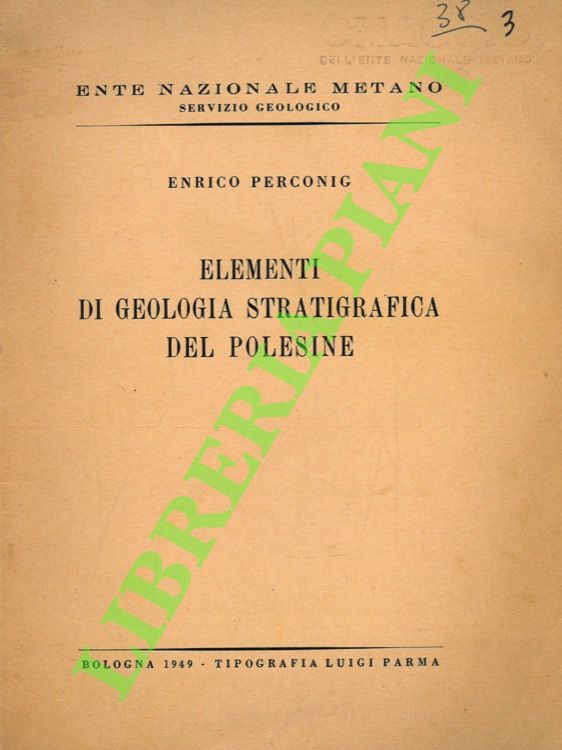 38 3
DELL'ENTE NAZIONALE METANO
ENTE NAZIONALE METANO
SERVIZIO GEOLOGICO
ENRICO PERCONIG
ELEMENTI
DI GEOLOGIA STRATIGRAFICA
DEL POLESINE
LIBRERIA PIANI
BOLOGNA 1949 - TIPOGRAFIA LUIGI PARMA